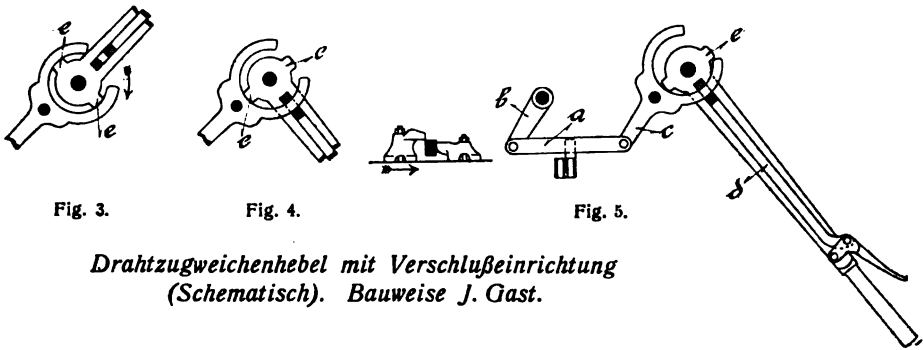 e
e
Fig. 3.
c
e
Fig. 4.
b
a
c
e
d
Fig. 5.
Drahtzugweichenhebel mit Verschlußeinrichtung
(Schematisch). Bauweise J. Gast.